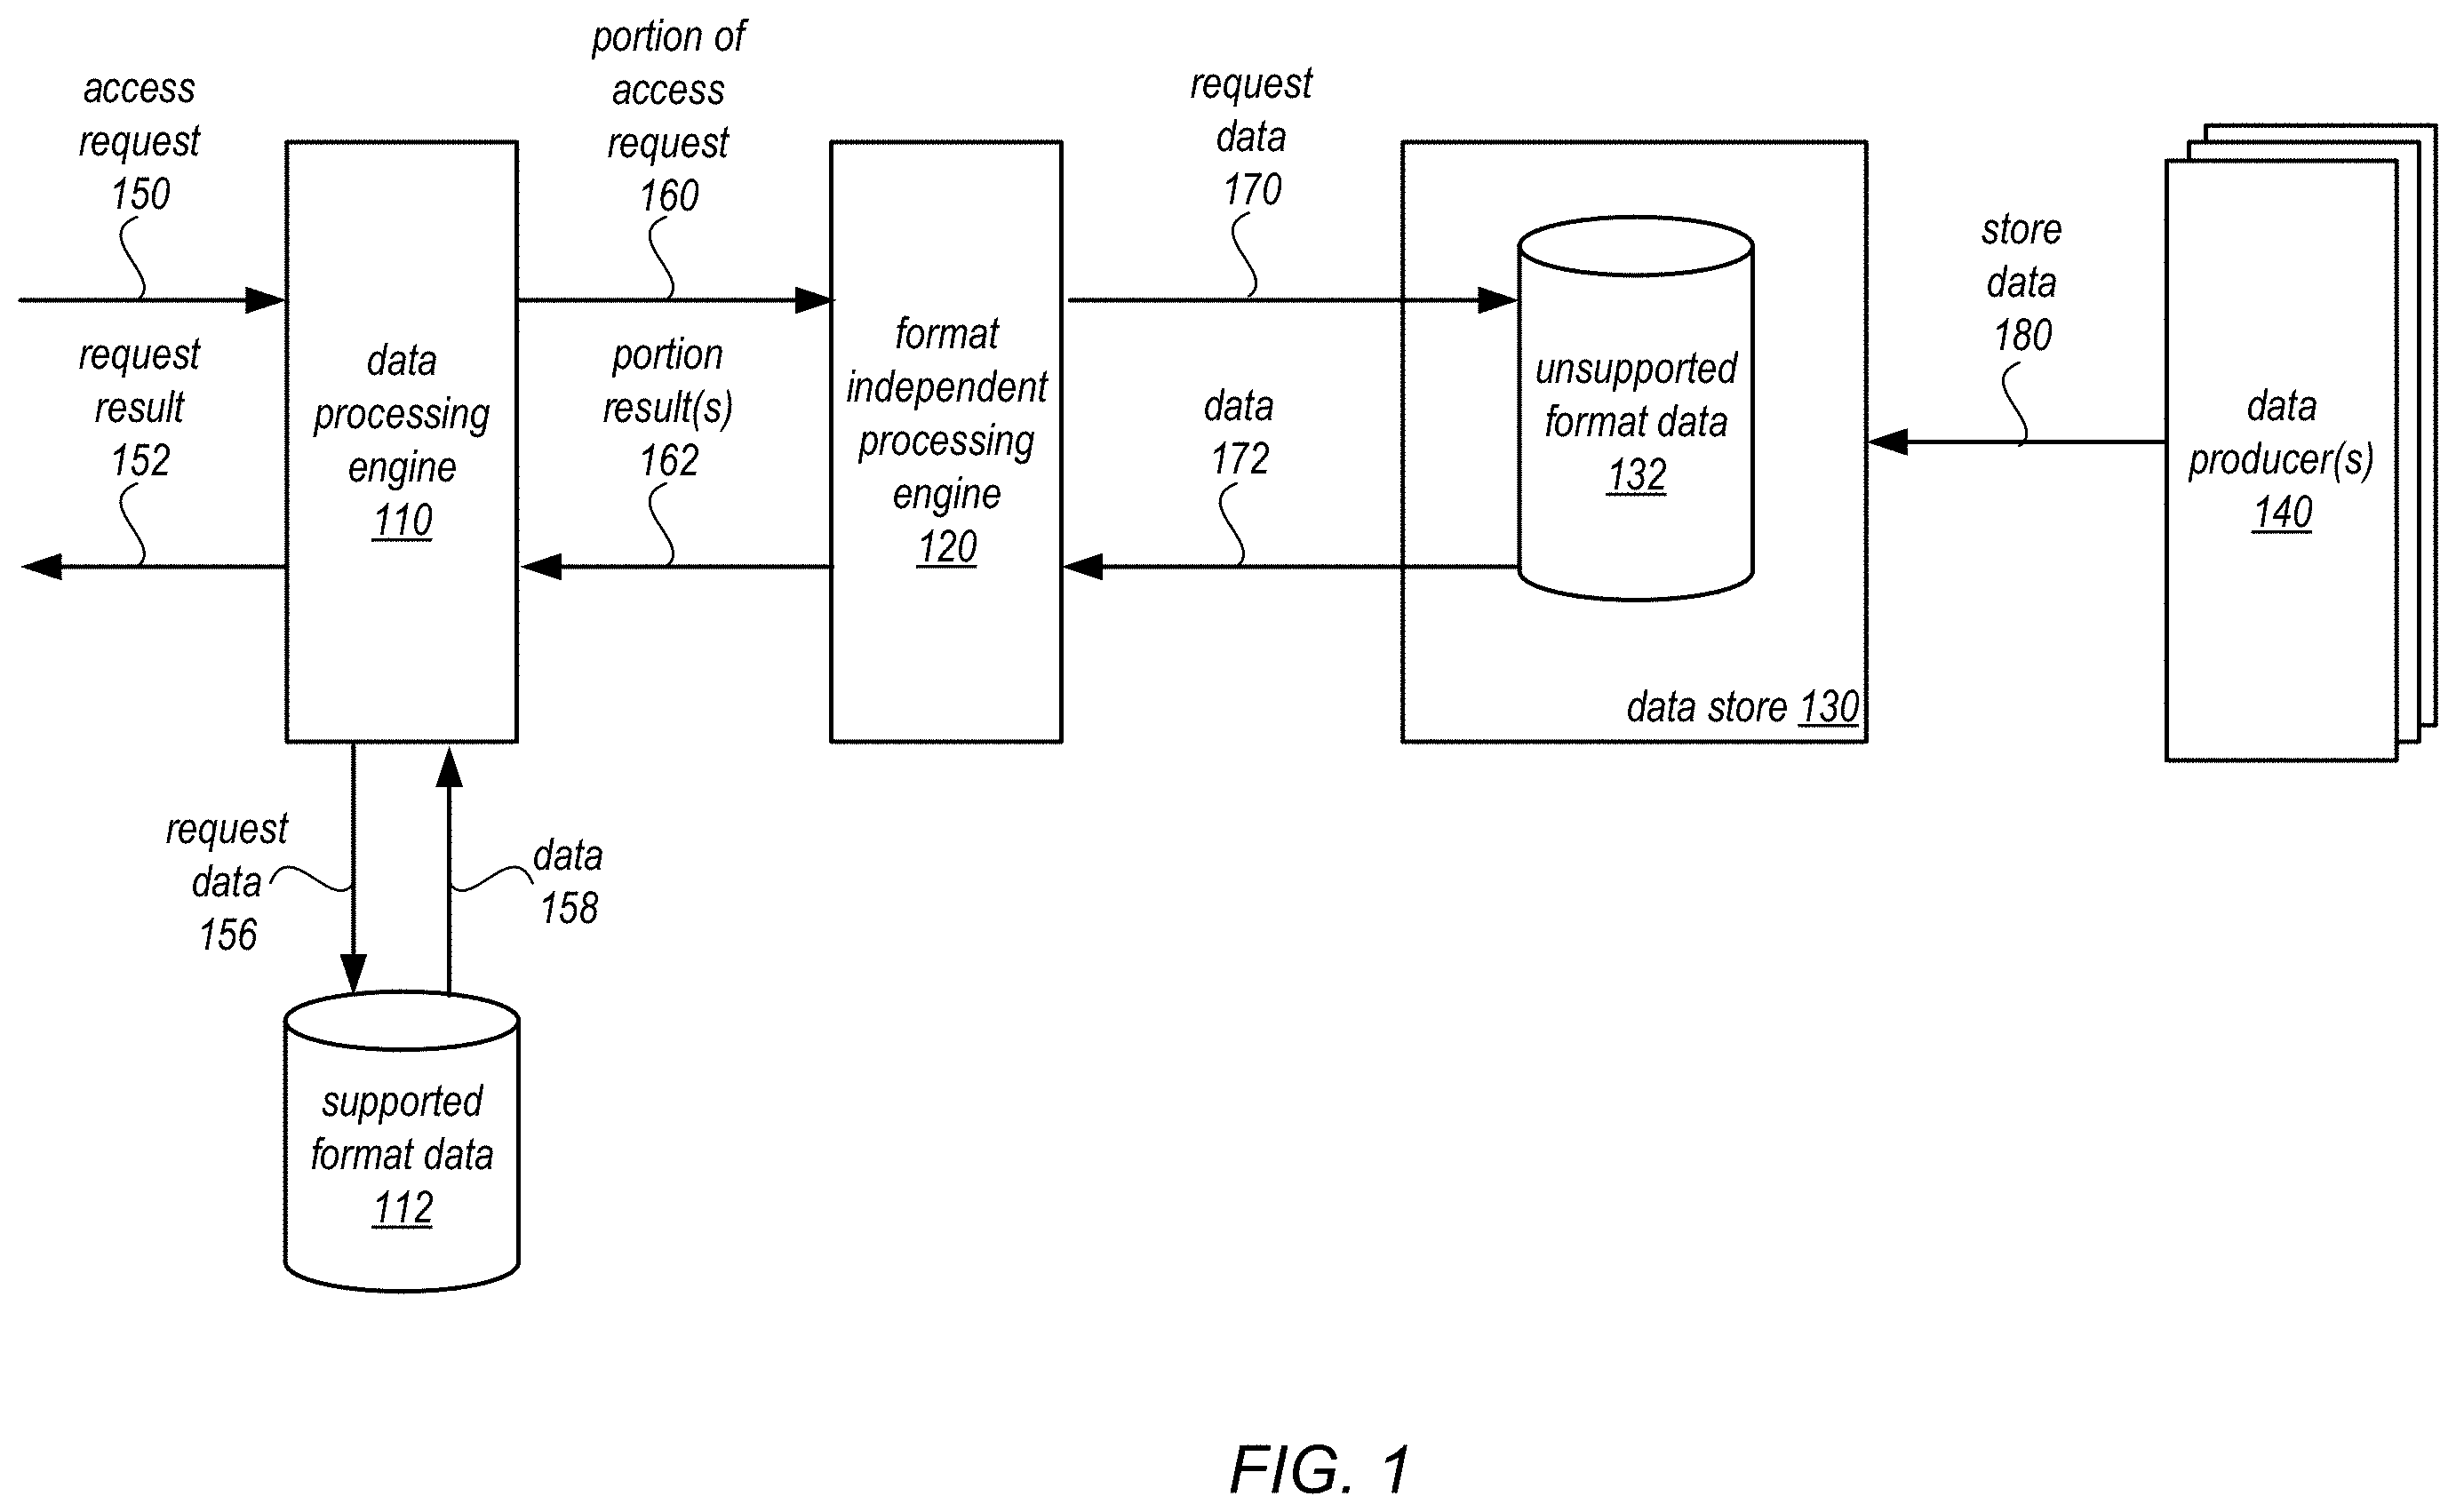 access
request
150
portion of
access
request
160
request
data
170
store
data
180
request
result
152
data
processing
engine
110
portion
result(s)
162
format
independent
processing
engine
120
data
172
unsupported
format data
132
data store 130
data
producer(s)
140
request
data
156
data
158
supported
format data
112
FIG. 1